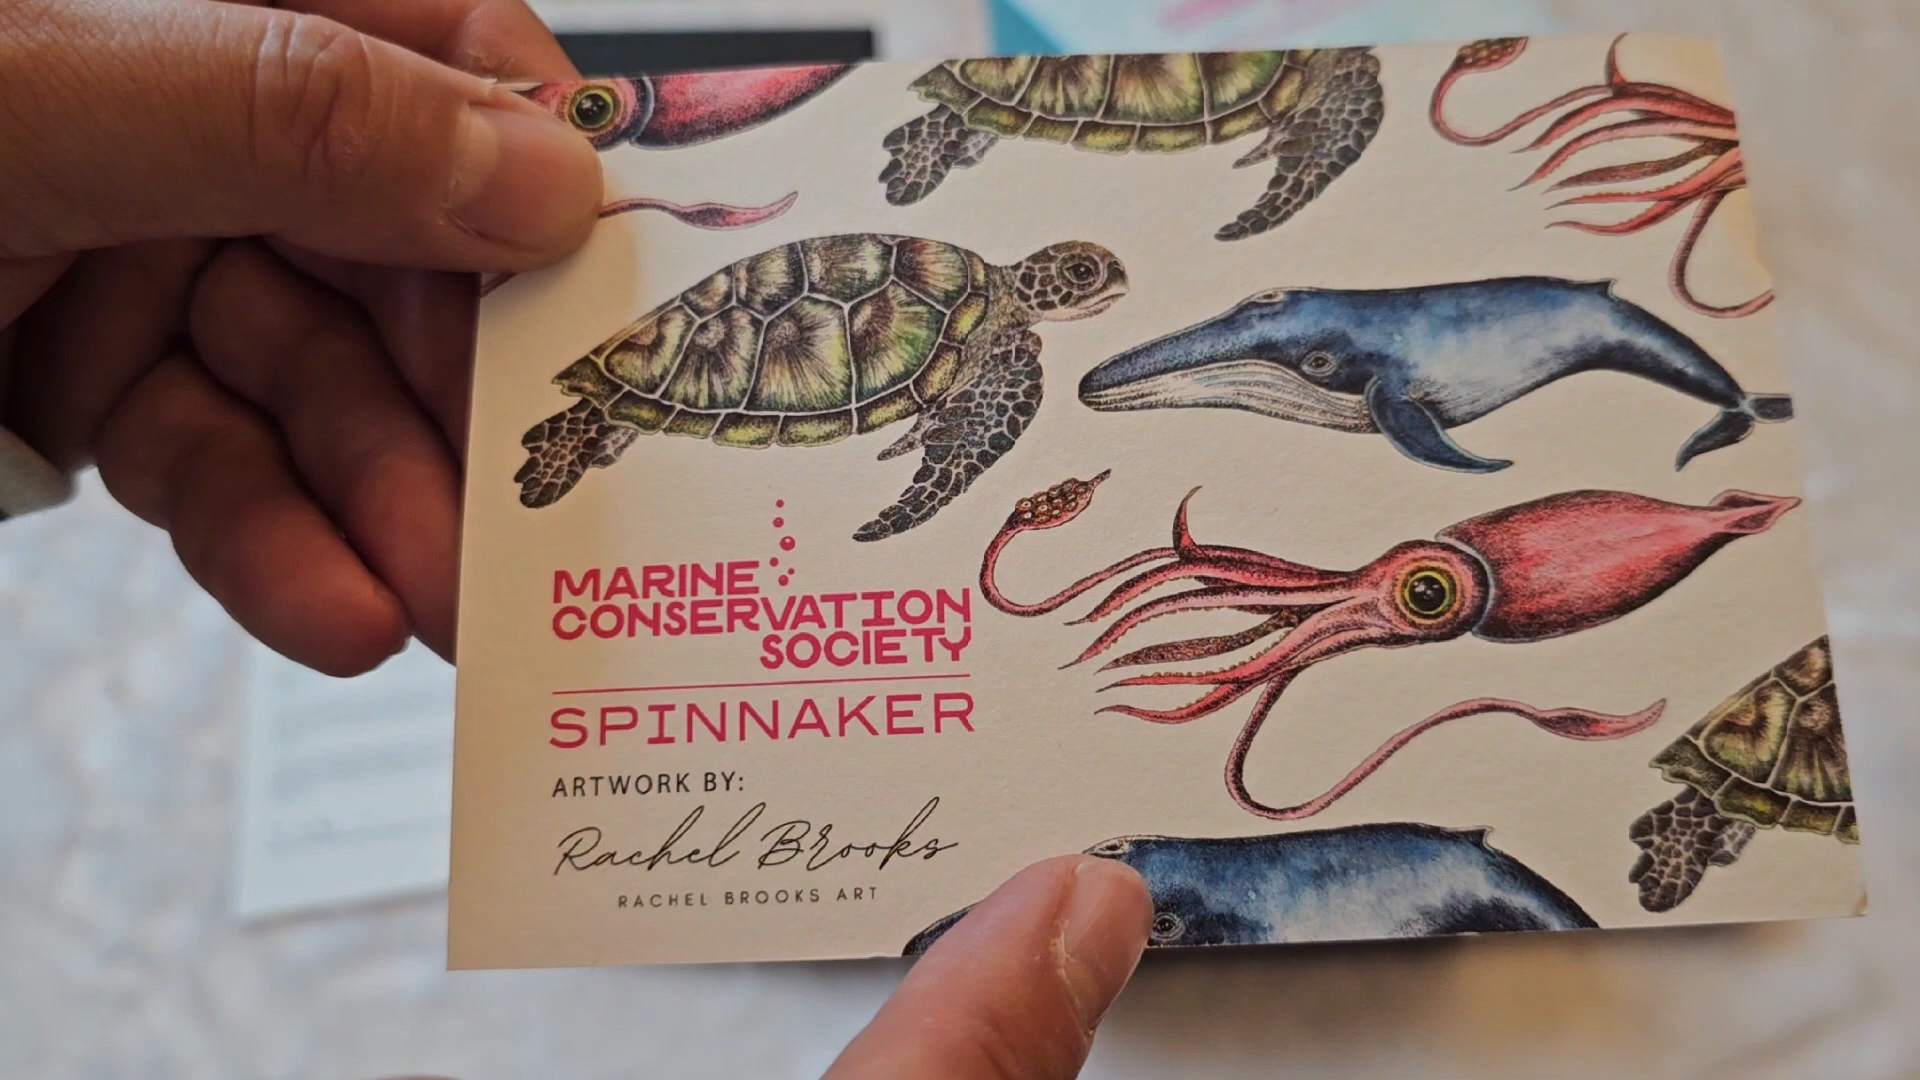 MARINE
CONSERVATION
SOCIETY
SPINNAKER
ARTWORK BY:
Rachel Brooks
RACHEL BROOKS ART